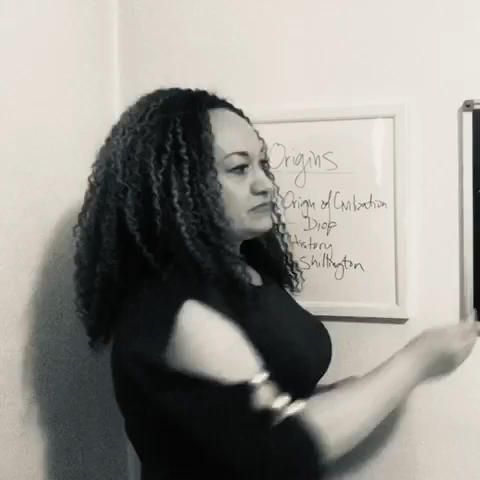 Origins
Origin of Civilization
- Diop
History
Shillington